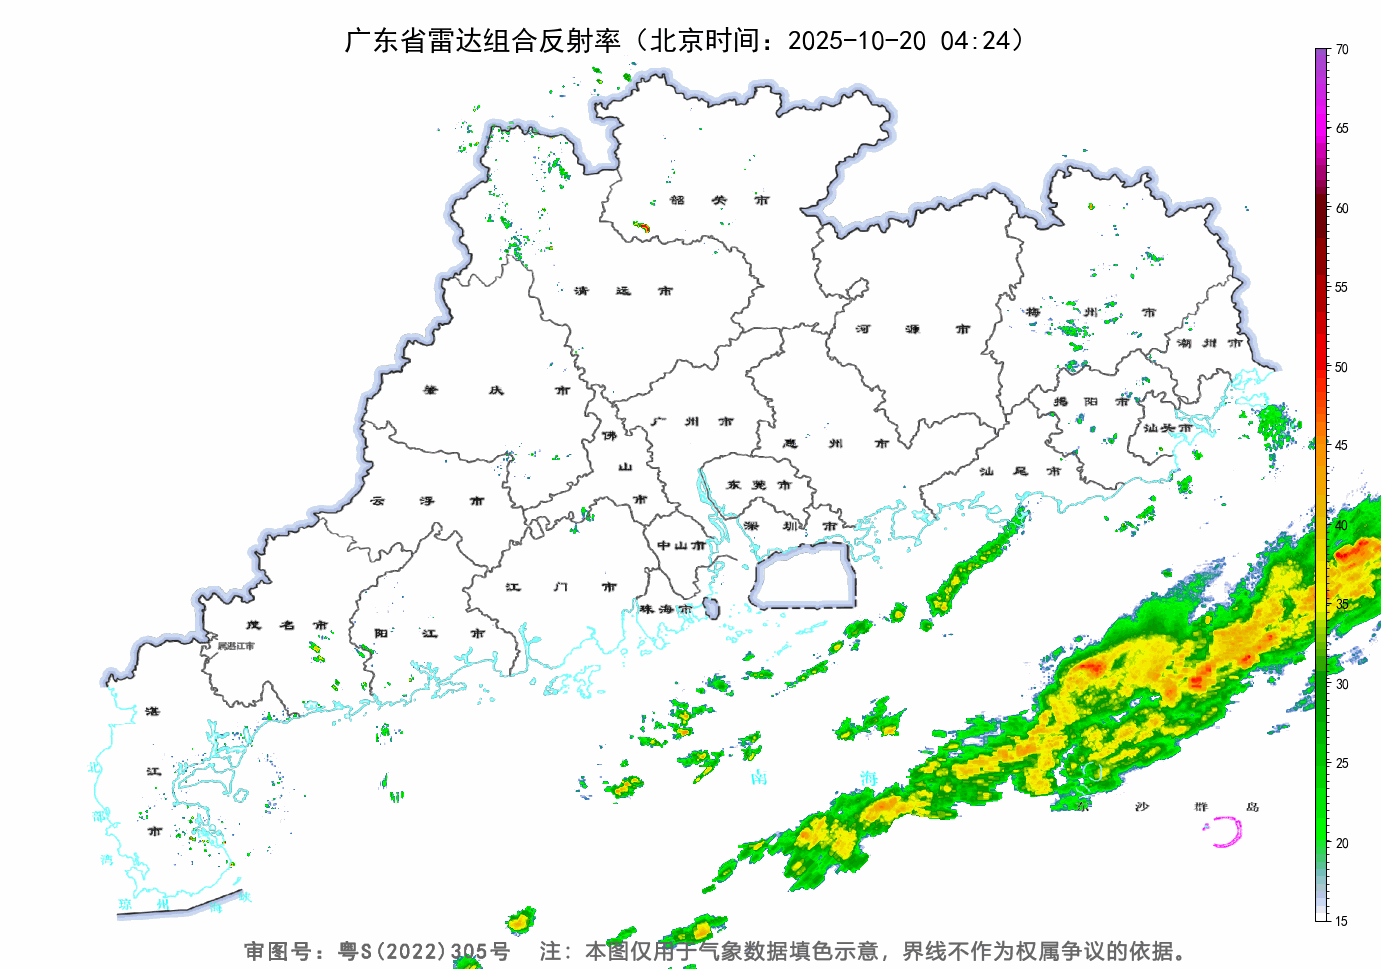 广东省雷达组合反射率（北京时间：2025-10-20 04:24）
70
65
60
55
50
45
40
35
30
25
20
15
韶关市
清远市
河源市
梅州市
潮州市
肇庆市
广州市
佛山市
惠州市
揭阳市
汕头市
汕尾市
东莞市
深圳市
云浮市
中山市
江门市
珠海市
茂名市
属湛江市
阳江市
湛江市
北部湾
琼州海峡
南海
东沙群岛
审图号：粤S(2022)305号 注：本图仅用于气象数据填色示意，界线不作为权属争议的依据。